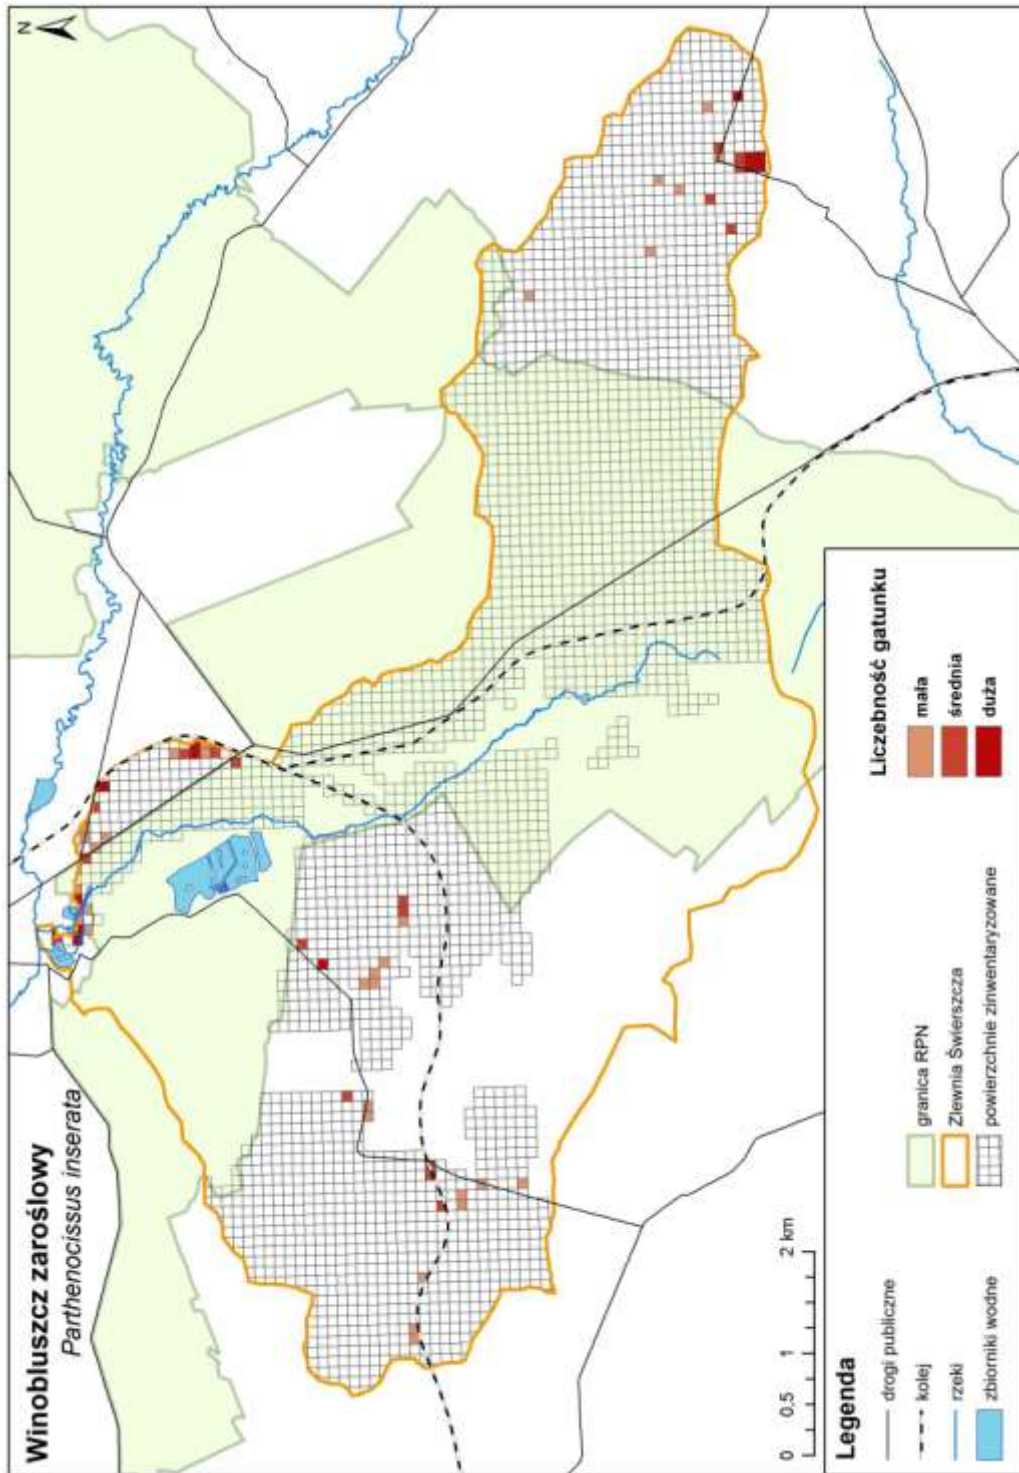 Winobluszcz zaroślowy
Parthenocissus inserata
N
0 0.5 1 2 km
Legenda
drogi publiczne
kolej
rzeki
zbiorniki wodne
granica RPN
Zlewnia Świerszcza
powierzchnie zinwentaryzowane
Liczebność gatunku
mała
średnia
duża